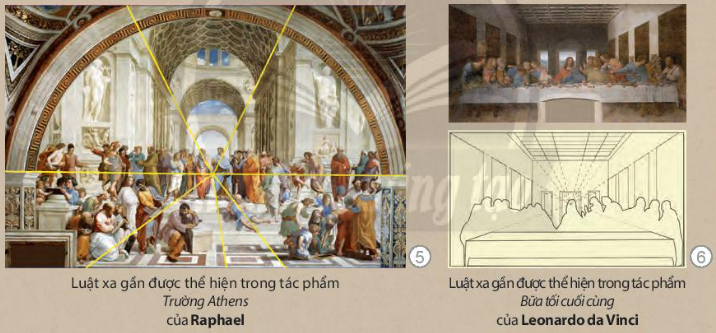 5
Luật xa gần được thể hiện trong tác phẩm
Trường Athens
của Raphael
6
Luật xa gần được thể hiện trong tác phẩm
Bữa tối cuối cùng
của Leonardo da Vinci